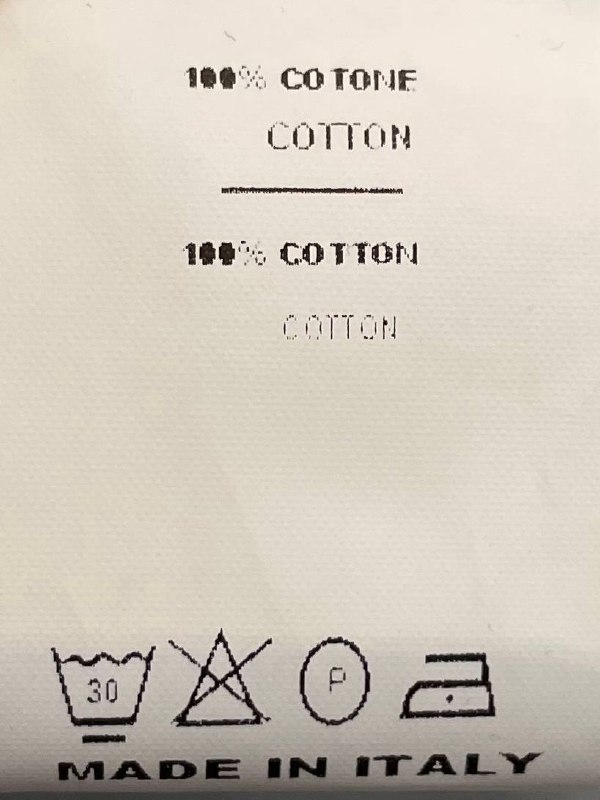 100% COTONE
COTTON
100% COTTON
COTTON
30 P
MADE IN ITALY